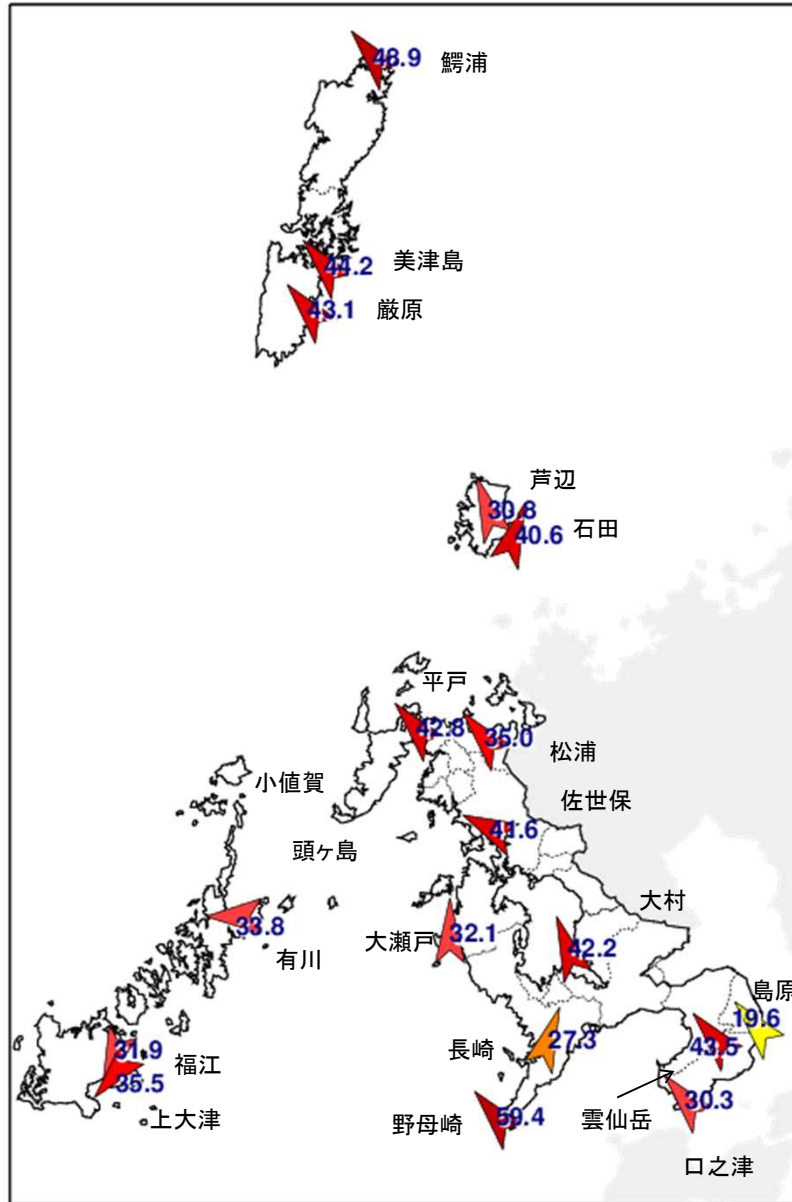 48.9 鰐浦
44.2 美津島
43.1 厳原
芦辺
30.8
石田
40.6
平戸
42.8
35.0
松浦
小値賀
佐世保
41.6
頭ヶ島
大村
33.8
有川
大瀬戸
32.1
42.2
島原
19.6
31.9
福江
35.5
上大津
長崎
27.3
43.5
雲仙岳
30.3
野母崎
59.4
口之津